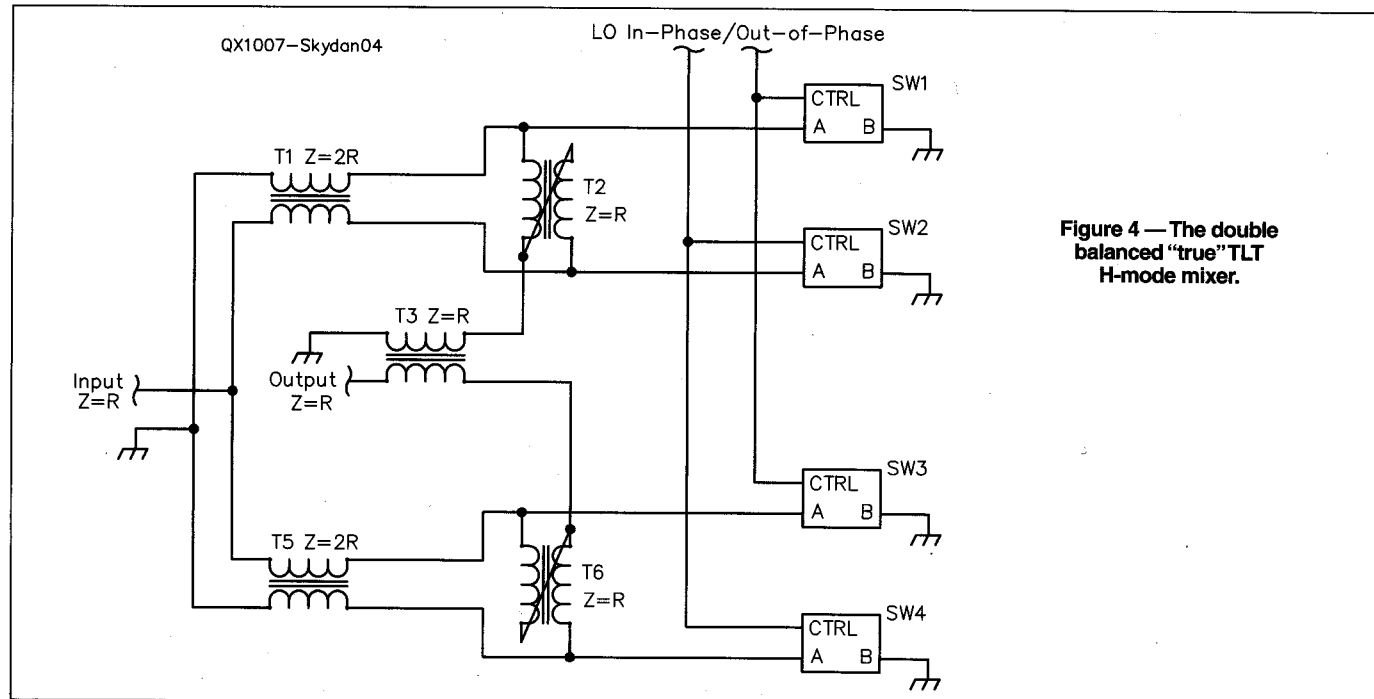 QX1007-Skydan04
LO In-Phase/Out-of-Phase
SW1
CTRL
A B
T1 Z=2R
T2
Z=R
SW2
CTRL
A B
Figure 4 — The double
balanced “true” TLT
H-mode mixer.
T3 Z=R
Input
Z=R
Output
Z=R
SW3
CTRL
A B
T5 Z=2R
T6
Z=R
SW4
CTRL
A B